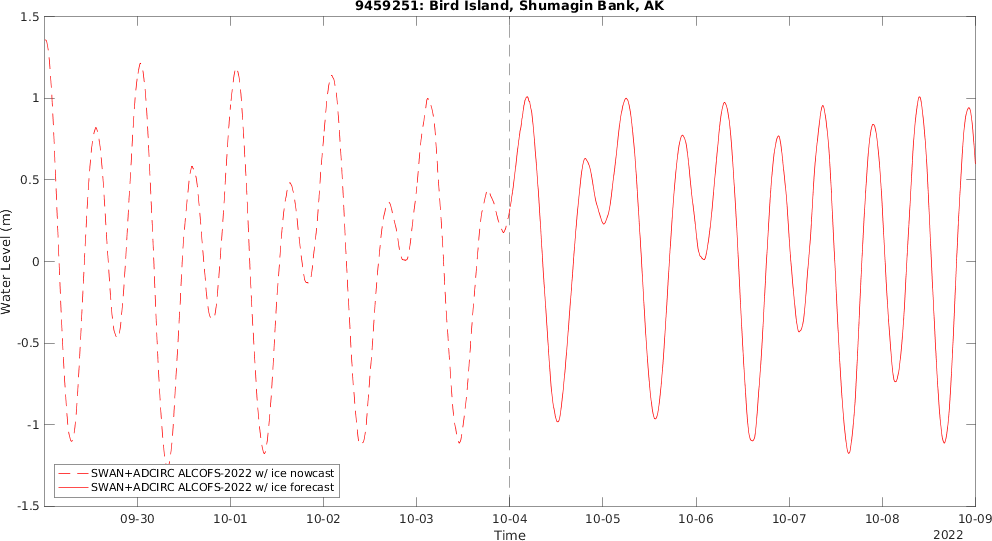 9459251: Bird Island, Shumagin Bank, AK
1.5
1
0.5
0
-0.5
-1
-1.5
Water Level (m)
SWAN+ADCIRC ALCOFS-2022 w/ ice nowcast
SWAN+ADCIRC ALCOFS-2022 w/ ice forecast
09-30 10-01 10-02 10-03 10-04 10-05 10-06 10-07 10-08 10-09
Time
2022